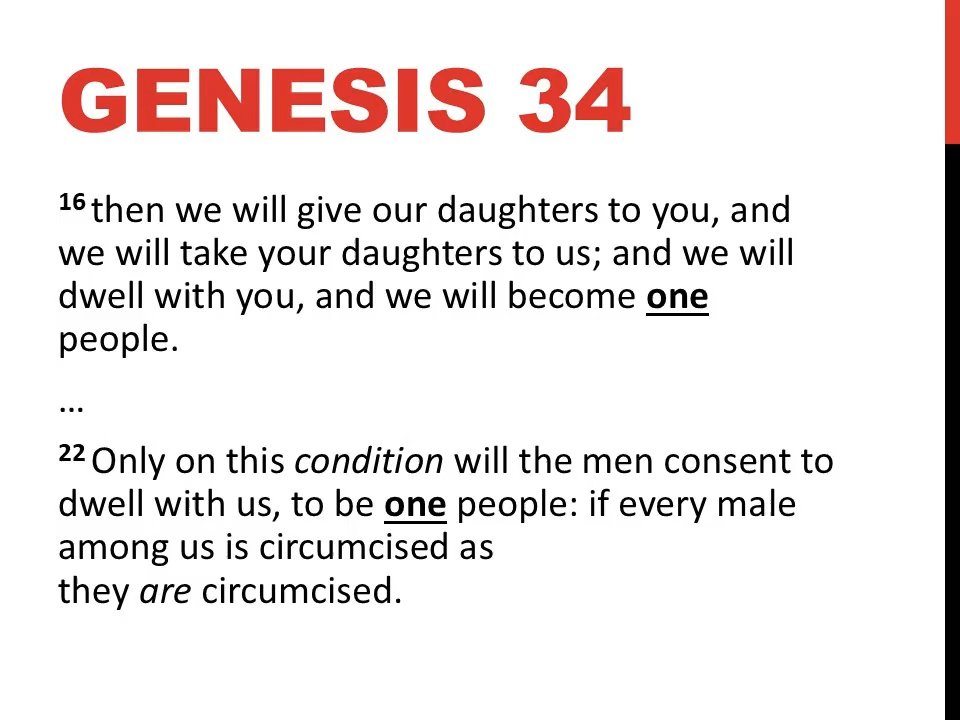 GENESIS 34
16 then we will give our daughters to you, and
we will take your daughters to us; and we will
dwell with you, and we will become one
people.
…
22 Only on this condition will the men consent to
dwell with us, to be one people: if every male
among us is circumcised as
they are circumcised.